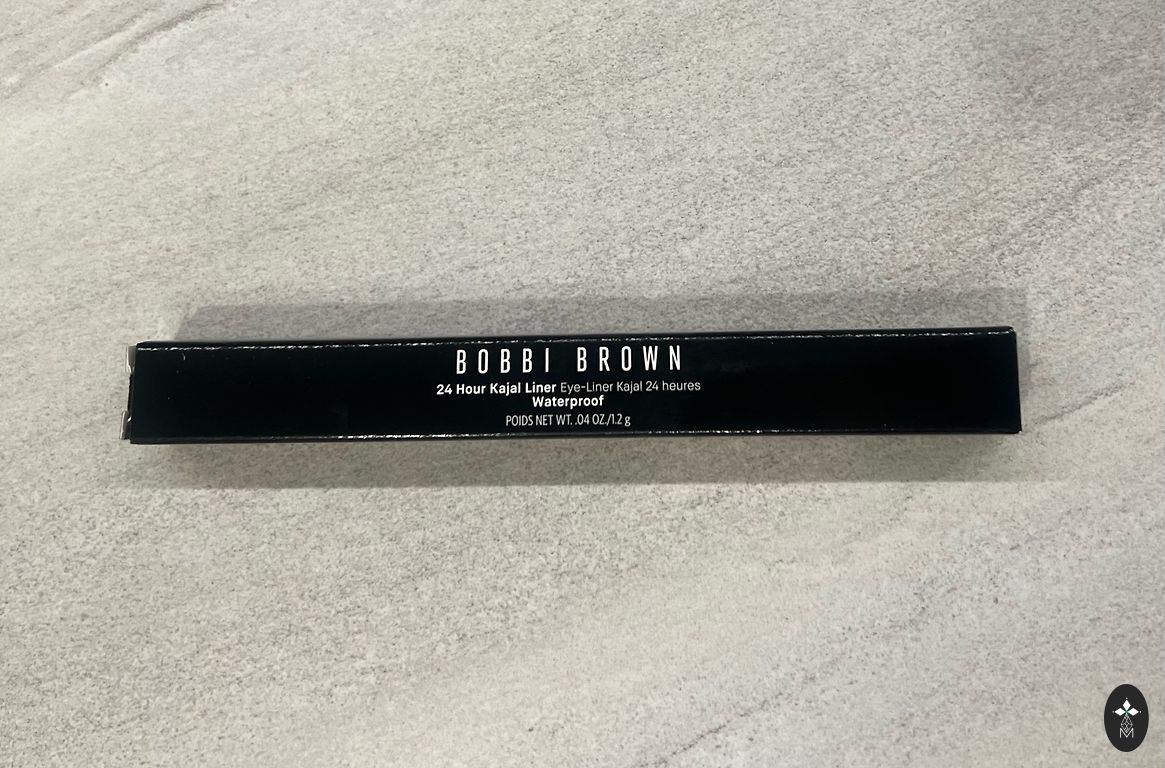 BOBBI BROWN
24 Hour Kajal Liner Eye-Liner Kajal 24 heures
Waterproof
POIDS NET WT. .04 OZ./1.2 g
M